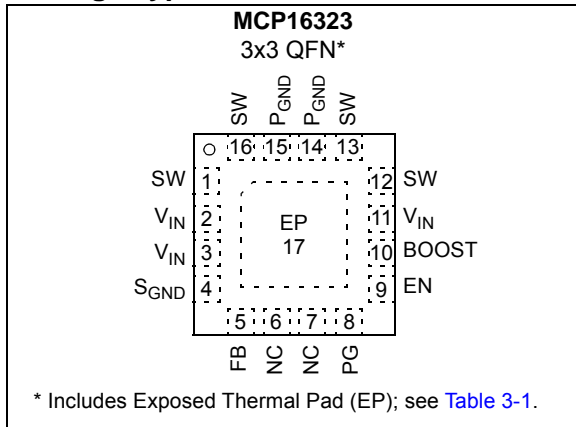 MCP16323
3x3 QFN*
SW PGND PGND SW
16 15 14 13
SW 1 12 SW
VIN 2 EP 11 VIN
VIN 3 17 10 BOOST
SGND 4 9 EN
5 6 7 8
FB NC NC PG
* Includes Exposed Thermal Pad (EP); see Table 3-1.